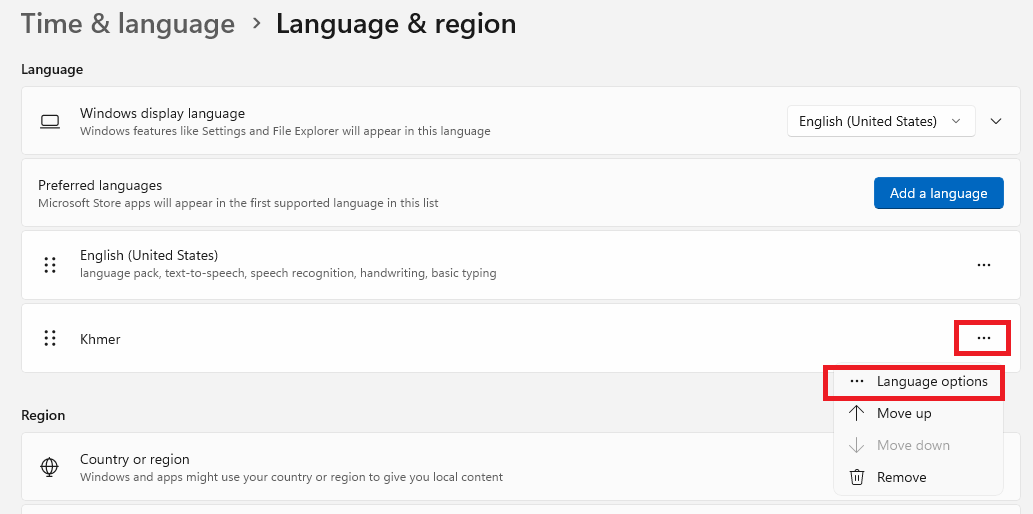 Time & language > Language & region
Language
Windows display language
Windows features like Settings and File Explorer will appear in this language
English (United States)
Preferred languages
Microsoft Store apps will appear in the first supported language in this list
Add a language
English (United States)
language pack, text-to-speech, speech recognition, handwriting, basic typing
Khmer
Language options
Move up
Move down
Remove
Region
Country or region
Windows and apps might use your country or region to give you local content